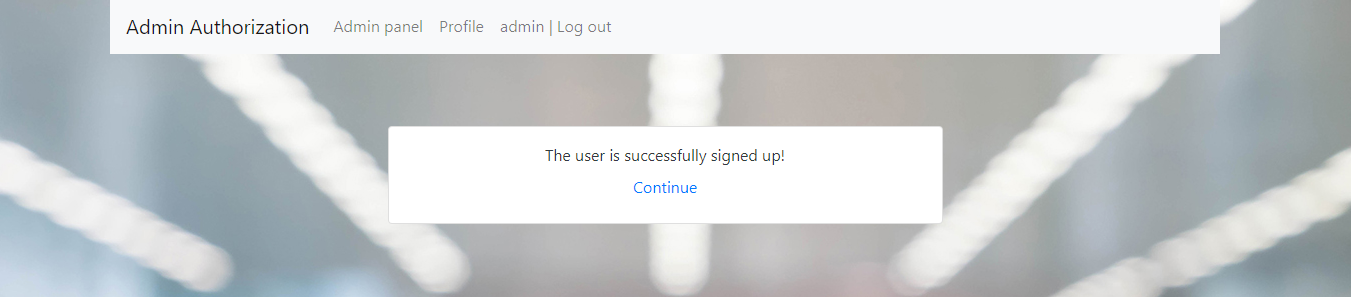 Admin Authorization Admin panel Profile admin | Log out
The user is successfully signed up!
Continue